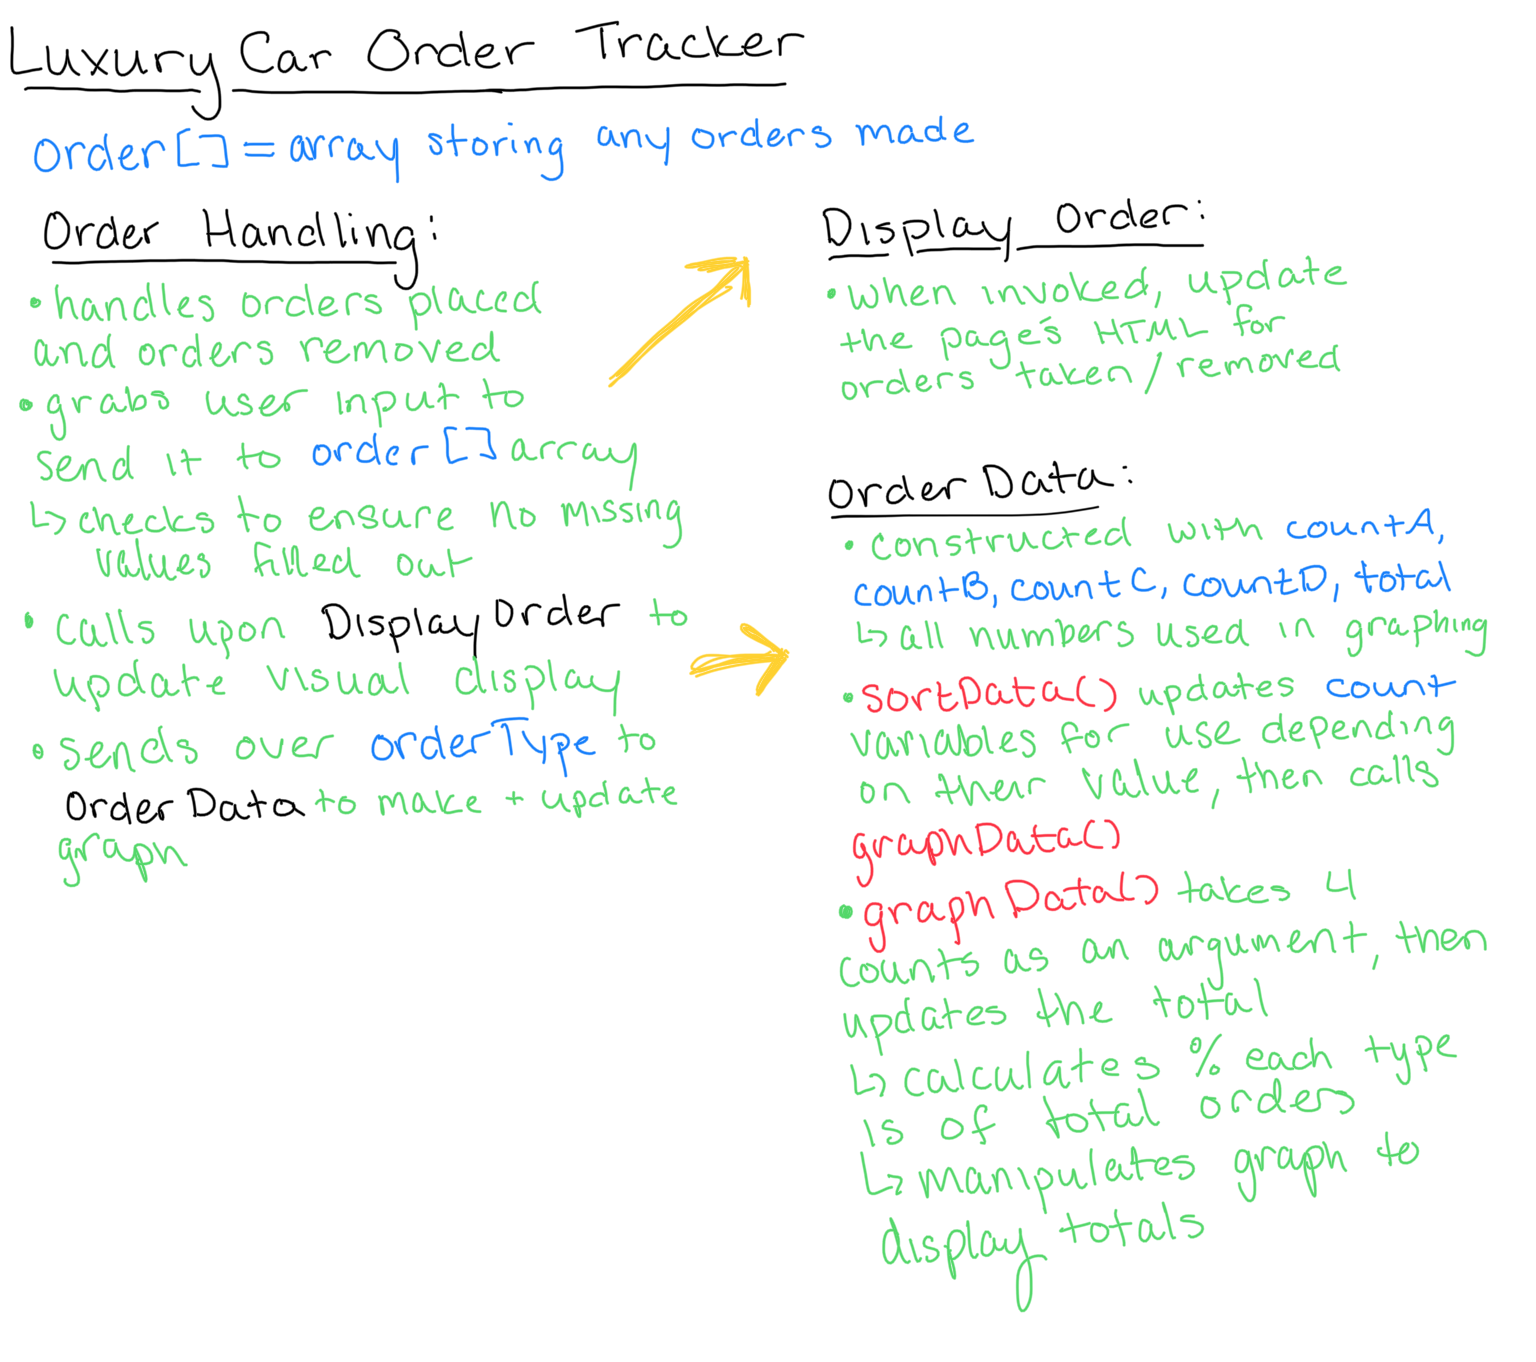 Luxury Car Order Tracker
order[] = array storing any orders made
Order Handling:
• handles orders placed
and orders removed
• grabs user input to
send it to order[] array
↳ checks to ensure no missing
values filled out
• calls upon DisplayOrder to
update visual display
• sends over orderType to
OrderData to make + update
graph
Display Order:
• when invoked, update
the page's HTML for
orders taken/removed
Order Data:
• constructed with countA,
countB, countC, countD, total
↳ all numbers used in graphing
• sortData() updates count
variables for use depending
on their value, then calls
graphData()
• graphData() takes 4
counts as an argument, then
updates the total
↳ calculates % each type
is of total orders
↳ manipulates graph to
display totals